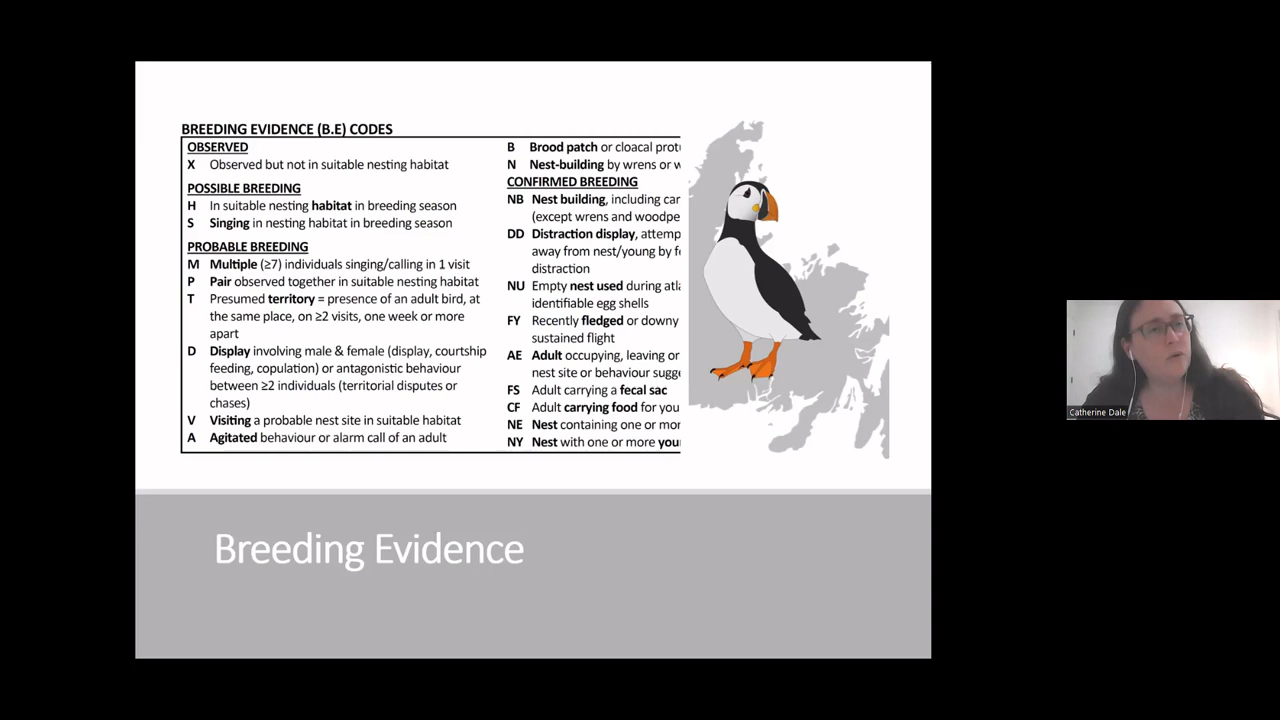 BREEDING EVIDENCE (B.E) CODES
OBSERVED
X Observed but not in suitable nesting habitat
POSSIBLE BREEDING
H In suitable nesting habitat in breeding season
S Singing in nesting habitat in breeding season
PROBABLE BREEDING
M Multiple (≥7) individuals singing/calling in 1 visit
P Pair observed together in suitable nesting habitat
T Presumed territory = presence of an adult bird, at
the same place, on ≥2 visits, one week or more
apart
D Display involving male & female (display, courtship
feeding, copulation) or antagonistic behaviour
between ≥2 individuals (territorial disputes or
chases)
V Visiting a probable nest site in suitable habitat
A Agitated behaviour or alarm call of an adult
B Brood patch or cloacal
N Nest-building by wrens or
CONFIRMED BREEDING
NB Nest building, including
(except wrens and
DD Distraction display,
away from nest/young by
distraction
NU Empty nest used during
identifiable egg shells
FY Recently fledged or downy
sustained flight
AE Adult occupying, leaving or
nest site or behaviour
FS Adult carrying a fecal sac
CF Adult carrying food for
NE Nest containing one or
NY Nest with one or more
Breeding Evidence
Catherine Dale